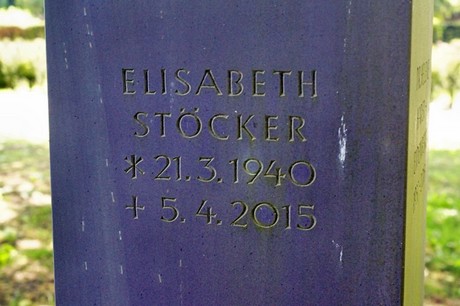 ELISABETH
STÖCKER
* 21.3.1940
+ 5.4.2015